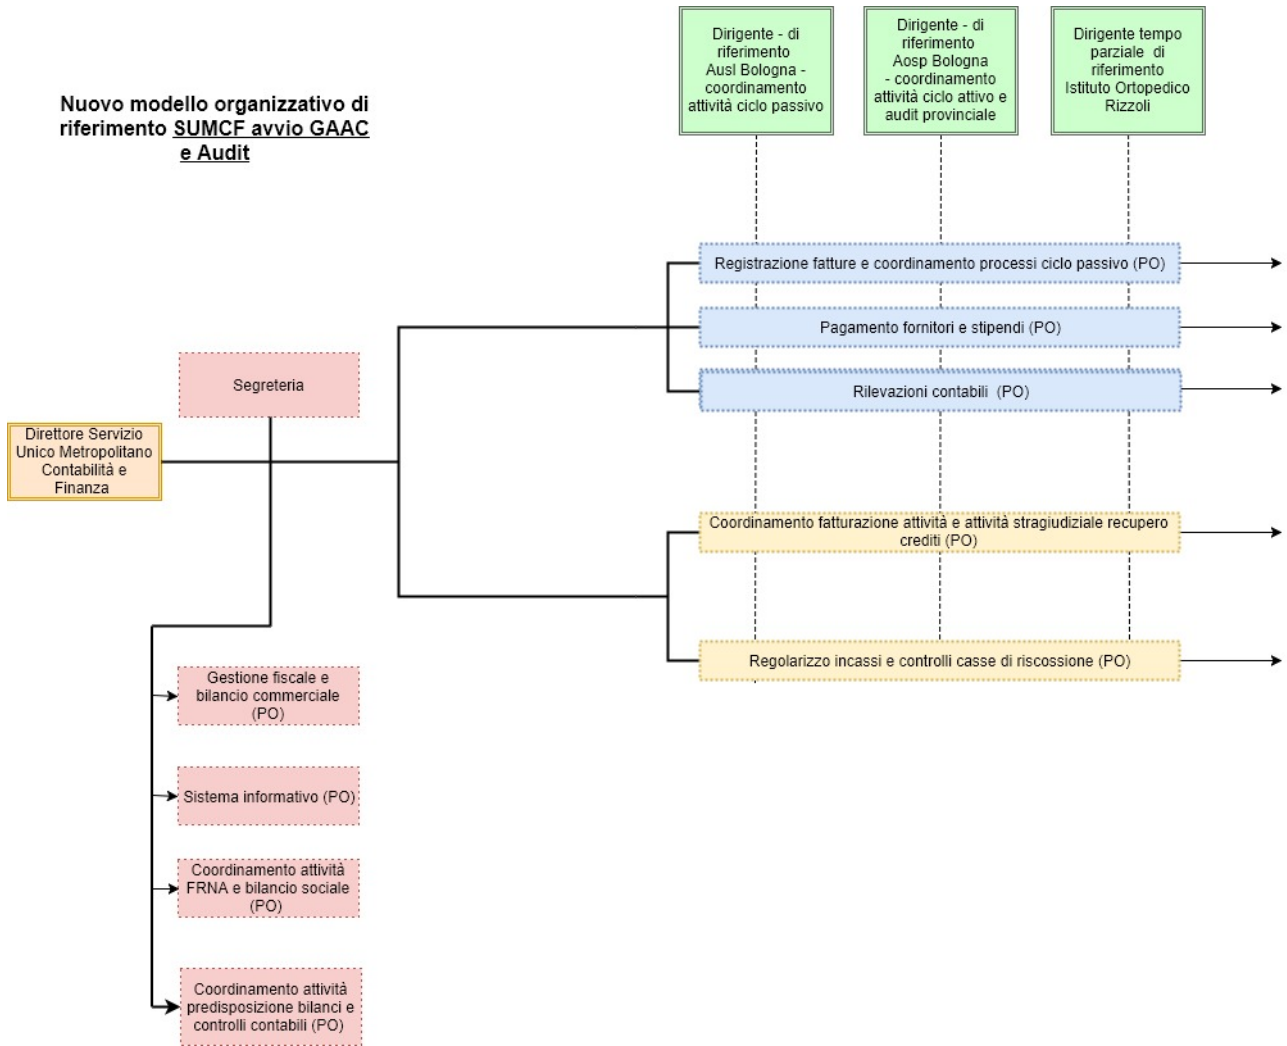 Nuovo modello organizzativo di
riferimento SUMCF avvio GAAC
e Audit
Dirigente - di
riferimento
Ausl Bologna -
coordinamento
attività ciclo passivo
Dirigente - di
riferimento
Aosp Bologna
- coordinamento
attività ciclo attivo e
audit provinciale
Dirigente tempo
parziale di
riferimento
Istituto Ortopedico
Rizzoli
Registrazione fatture e coordinamento processi ciclo passivo (PO)
Pagamento fornitori e stipendi (PO)
Rilevazioni contabili (PO)
Segreteria
Direttore Servizio
Unico Metropolitano
Contabilità e
Finanza
Coordinamento fatturazione attività e attività stragiudiziale recupero
crediti (PO)
Regolarizzo incassi e controlli casse di riscossione (PO)
Gestione fiscale e
bilancio commerciale
(PO)
Sistema informativo (PO)
Coordinamento attività
FRNA e bilancio sociale
(PO)
Coordinamento attività
predisposizione bilanci e
controlli contabili (PO)